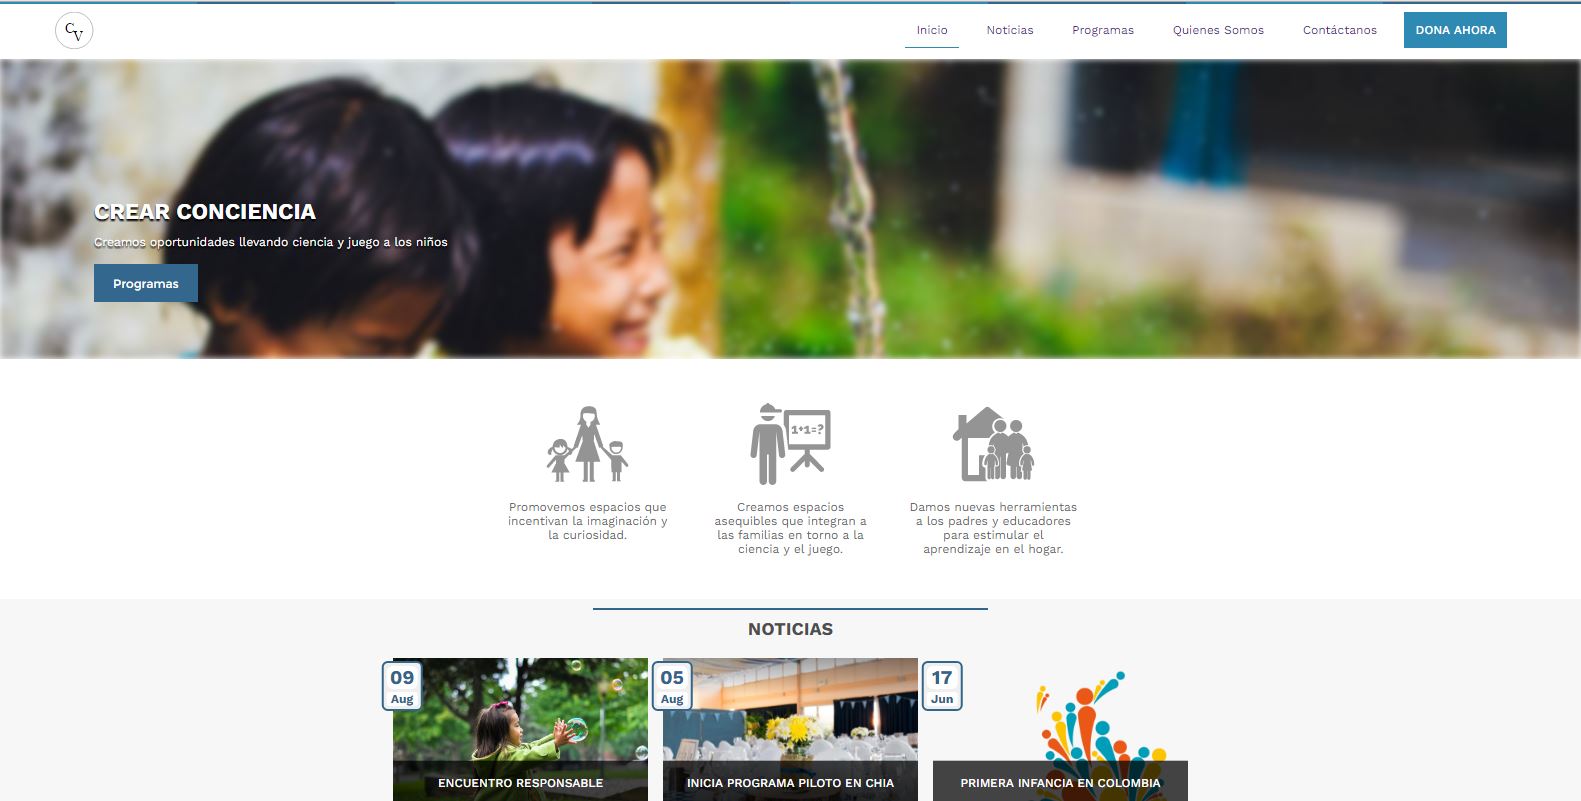 CV
Inicio Noticias Programas Quienes Somos Contáctanos DONA AHORA
CREAR CONCIENCIA
Creamos oportunidades llevando ciencia y juego a los niños
Programas
1+1=?
Promovemos espacios que
incentivan la imaginación y
la curiosidad.
Creamos espacios
asequibles que integran a
las familias en torno a la
ciencia y el juego.
Damos nuevas herramientas
a los padres y educadores
para estimular el
aprendizaje en el hogar.
NOTICIAS
09
Aug
ENCUENTRO RESPONSABLE
05
Aug
INICIA PROGRAMA PILOTO EN CHIA
17
Jun
PRIMERA INFANCIA EN COLOMBIA